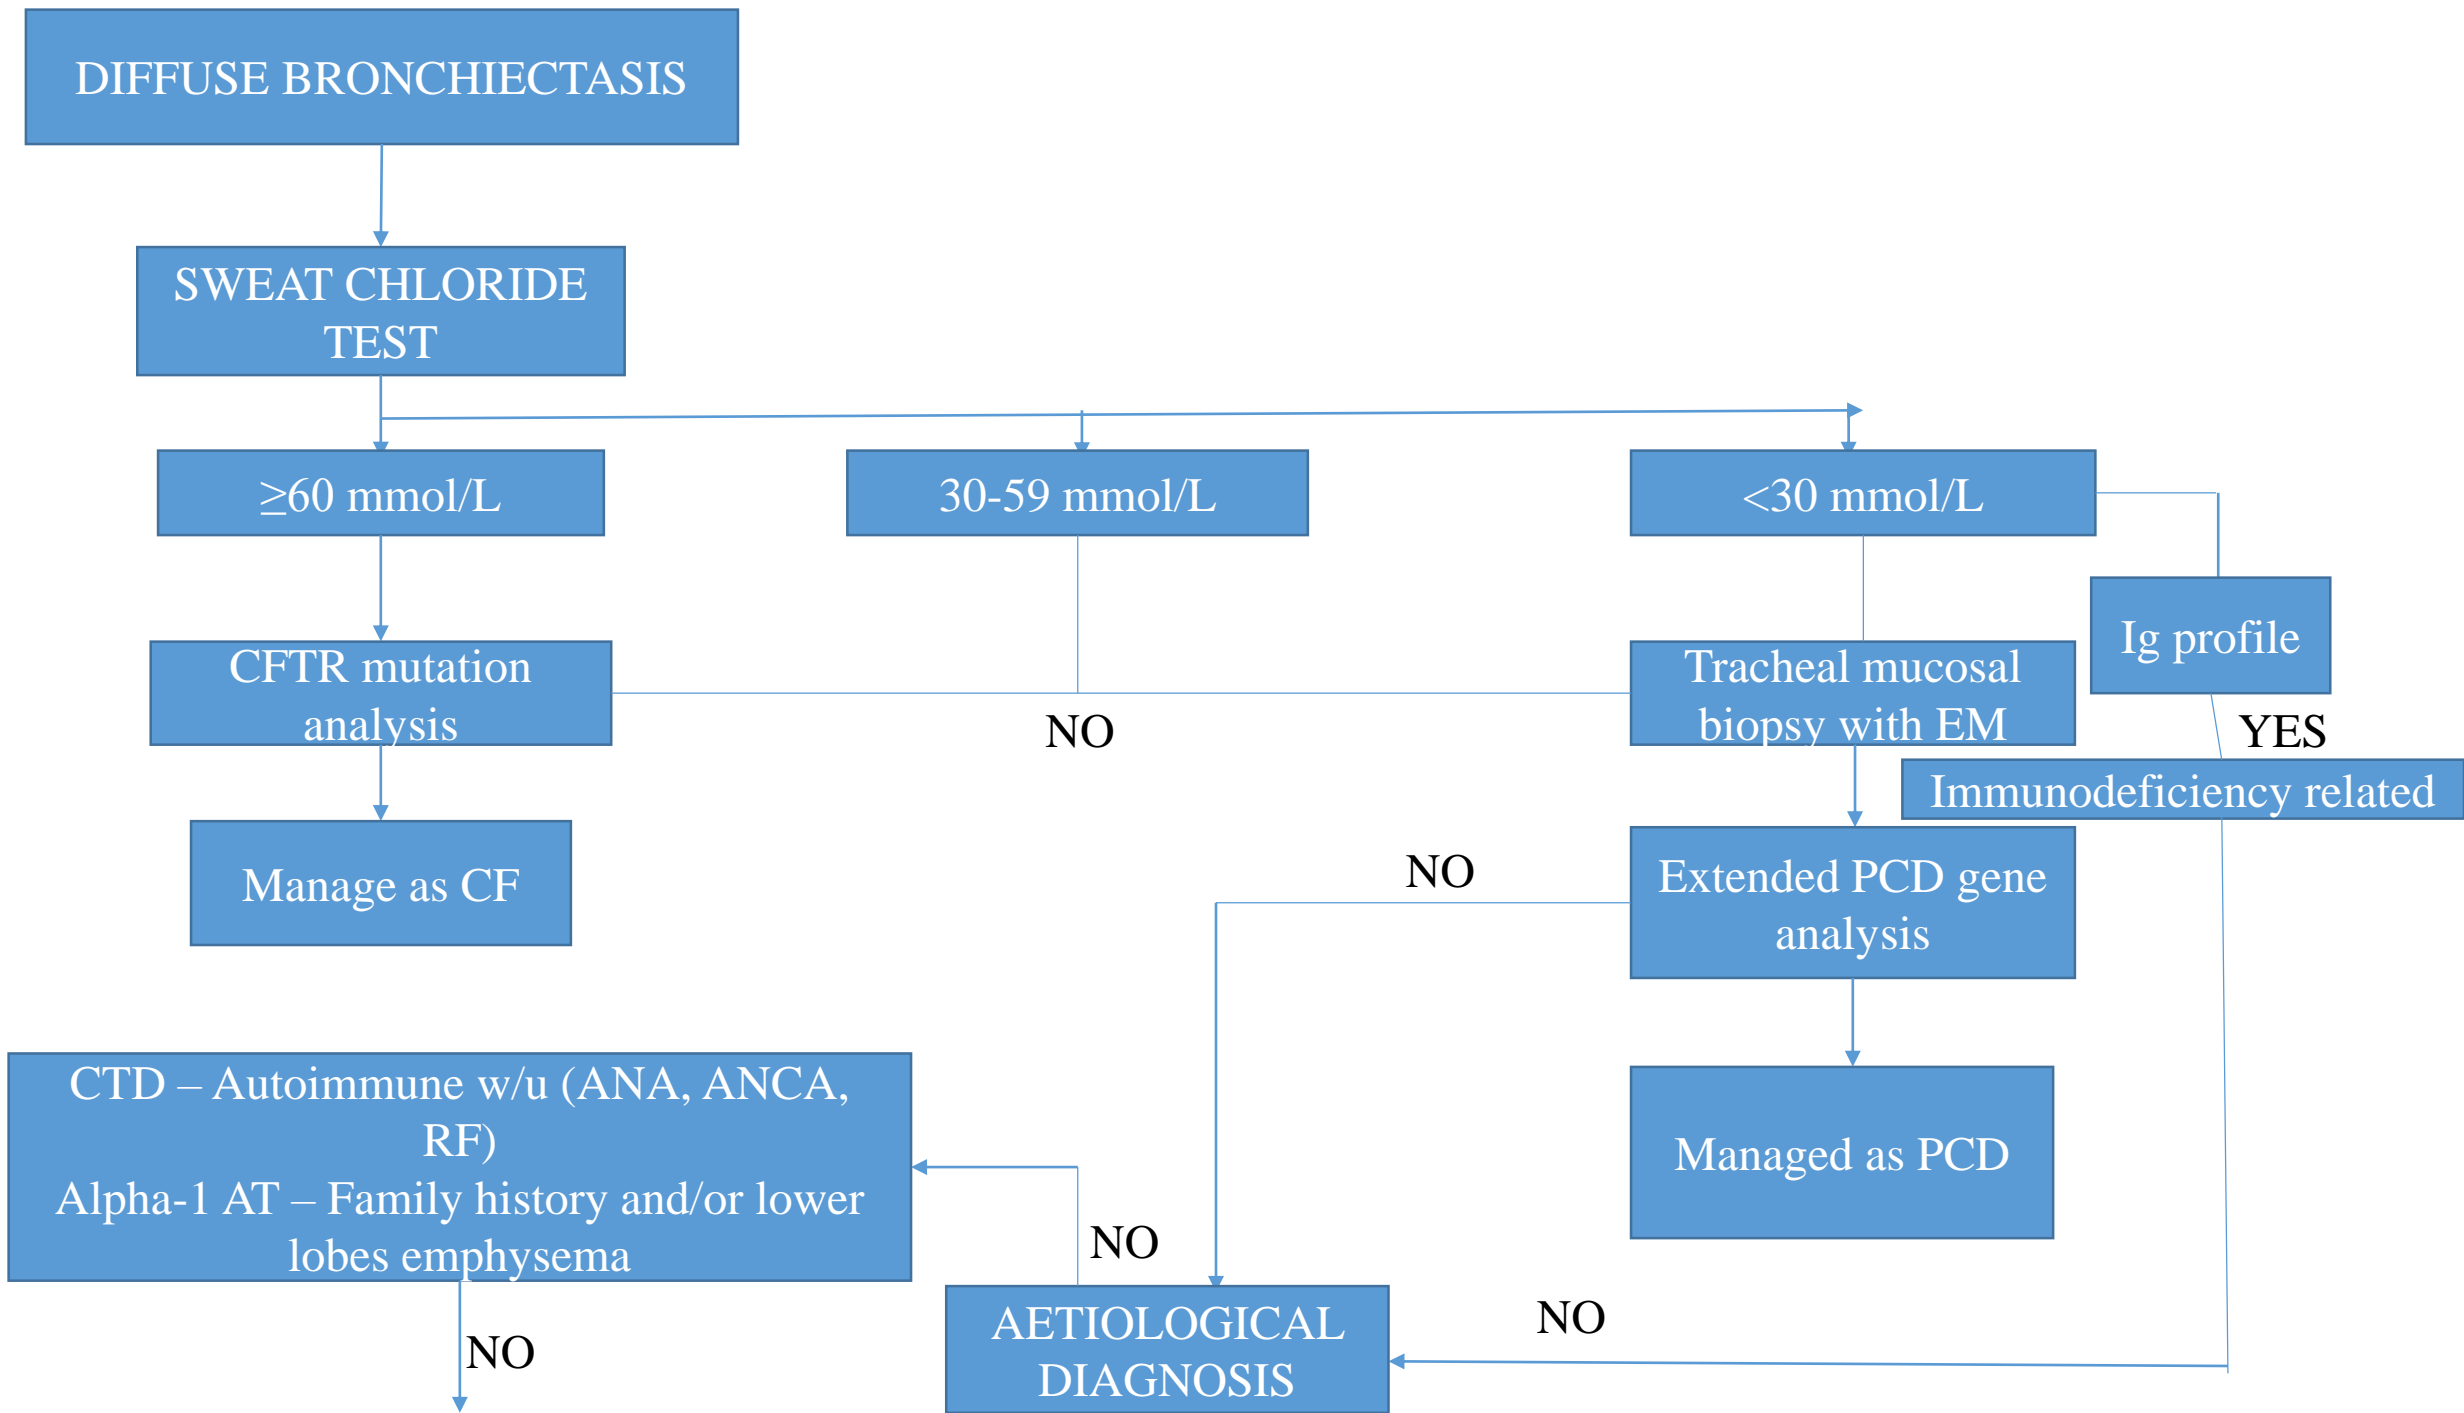 DIFFUSE BRONCHIECTASIS
SWEAT CHLORIDE
TEST
≥60 mmol/L
30-59 mmol/L
<30 mmol/L
Ig profile
CFTR mutation
analysis
Tracheal mucosal
biopsy with EM
NO
YES
Immunodeficiency related
Manage as CF
NO
Extended PCD gene
analysis
CTD – Autoimmune w/u (ANA, ANCA,
RF)
Alpha-1 AT – Family history and/or lower
lobes emphysema
Managed as PCD
NO
NO
AETIOLOGICAL
DIAGNOSIS
NO